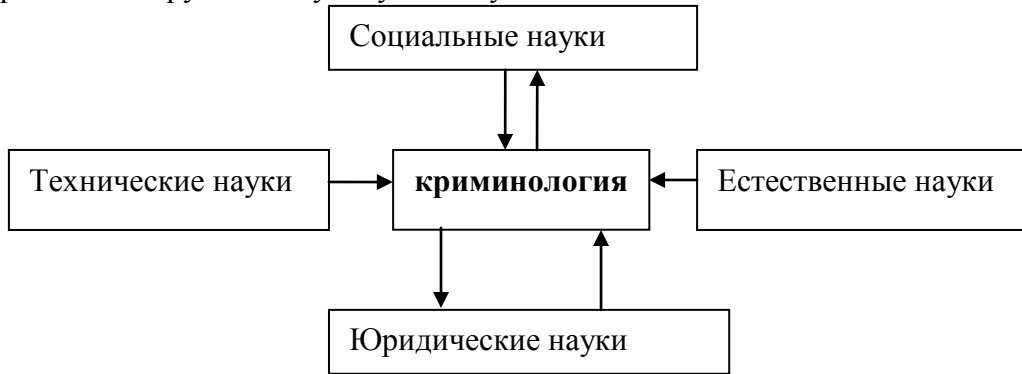 Социальные науки
Технические науки
криминология
Естественные науки
Юридические науки